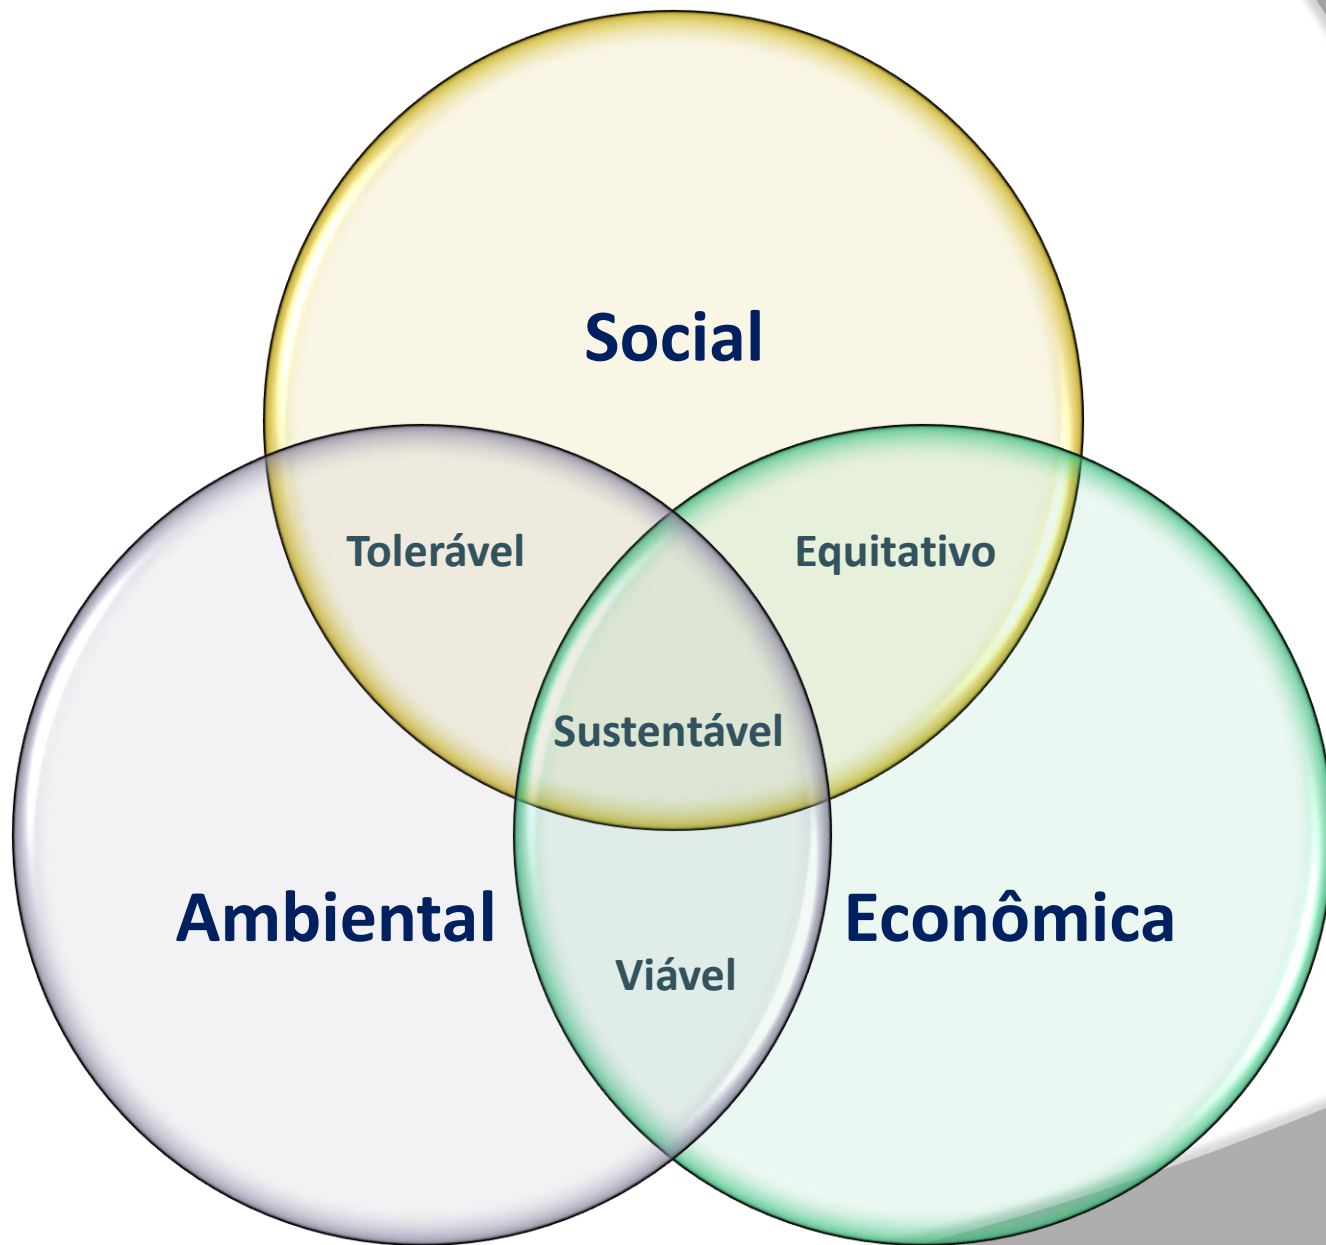 Social
Tolerável
Equitativo
Sustentável
Ambiental
Econômica
Viável